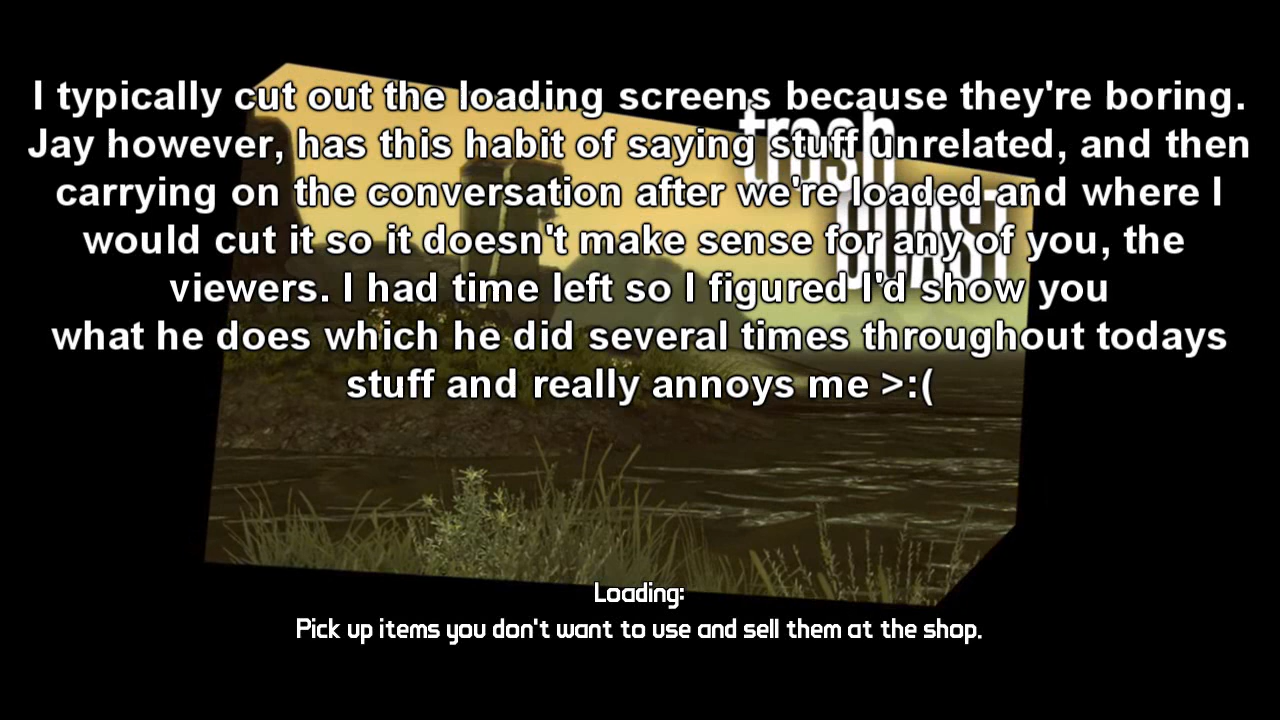 I typically cut out the loading screens because they're boring.
Jay however, has this habit of saying stuff unrelated, and then
carrying on the conversation after we're loaded and where I
would cut it so it doesn't make sense for any of you, the
viewers. I had time left so I figured I'd show you
what he does which he did several times throughout todays
stuff and really annoys me >:(
trash
COAST
Loading:
Pick up items you don't want to use and sell them at the shop.